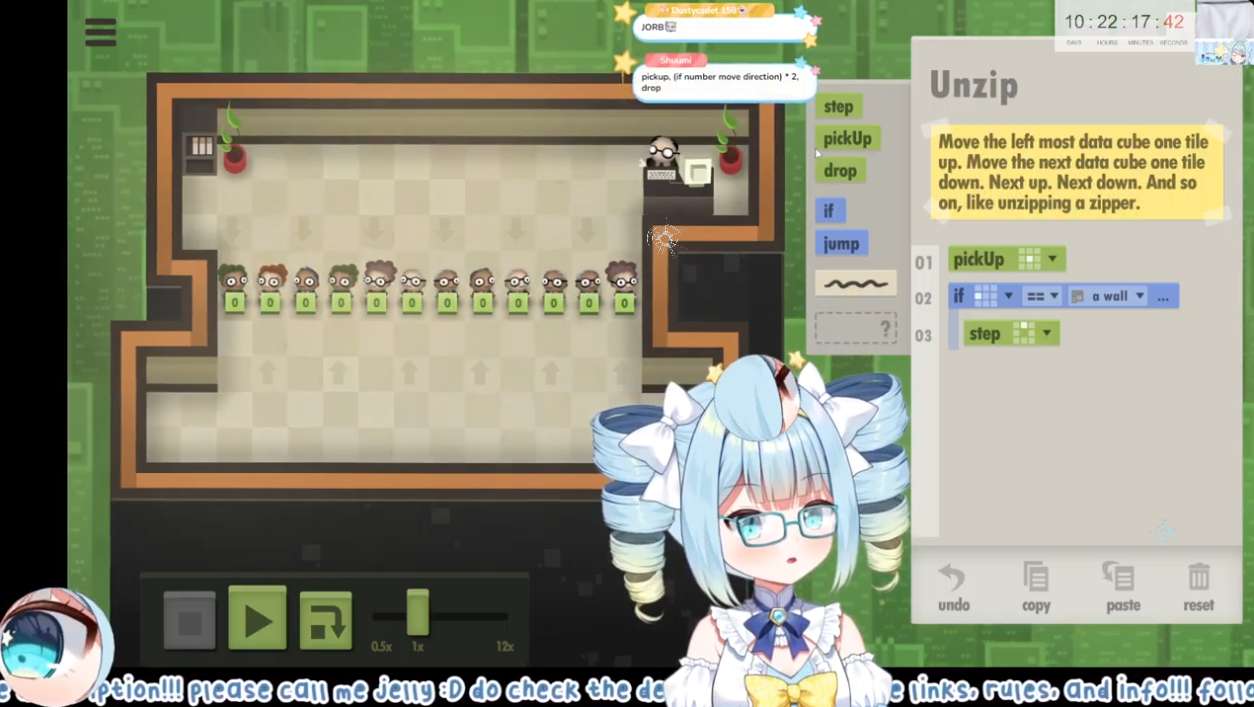 Dustycadet_150
JORB
Shuumi
pickup, (if number move direction) * 2,
drop
10 : 22 : 17 : 42
DAYS HOURS MINUTES SECONDS
Unzip
Move the left most data cube one tile
up. Move the next data cube one tile
down. Next up. Next down. And so
on, like unzipping a zipper.
step
pickUp
drop
if
jump
?
01 pickUp
02 if == a wall ...
03 step
0 0 0 0 0 0 0 0 0 0 0 0
0.5x 1x 12x
undo copy paste reset
ption!!! please call me jelly :D do check the de
e links, rules, and info!!! follo